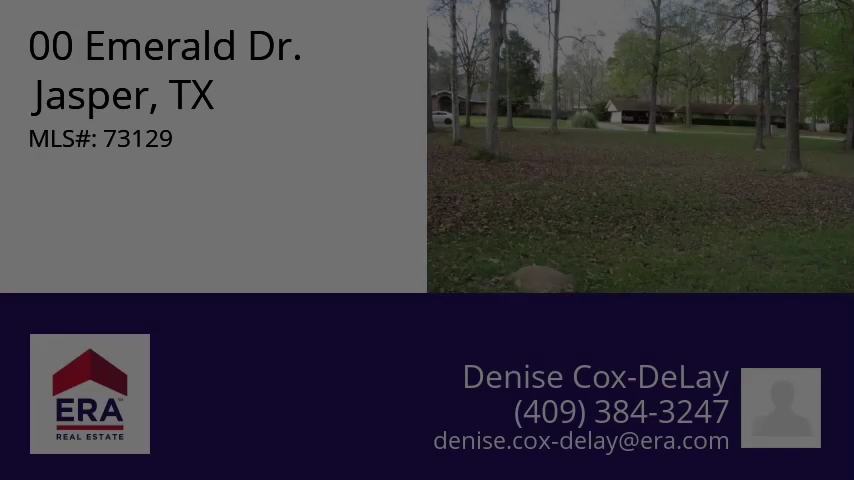 00 Emerald Dr.
Jasper, TX
MLS#: 73129
ERA
REAL ESTATE
Denise Cox-DeLay
(409) 384-3247
denise.cox-delay@era.com